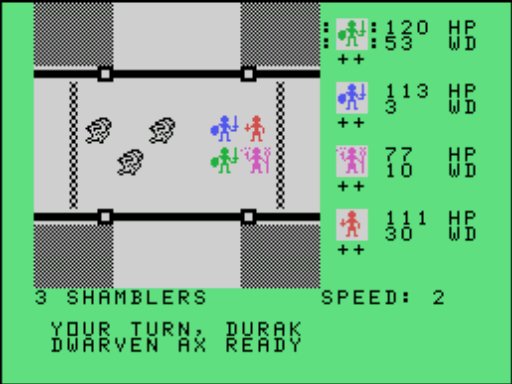 120 HP
53 WD
++
113 HP
3 WD
++
77 HP
10 WD
++
111 HP
30 WD
++
3 SHAMBLERS SPEED: 2
YOUR TURN, DURAK
DWARVEN AX READY